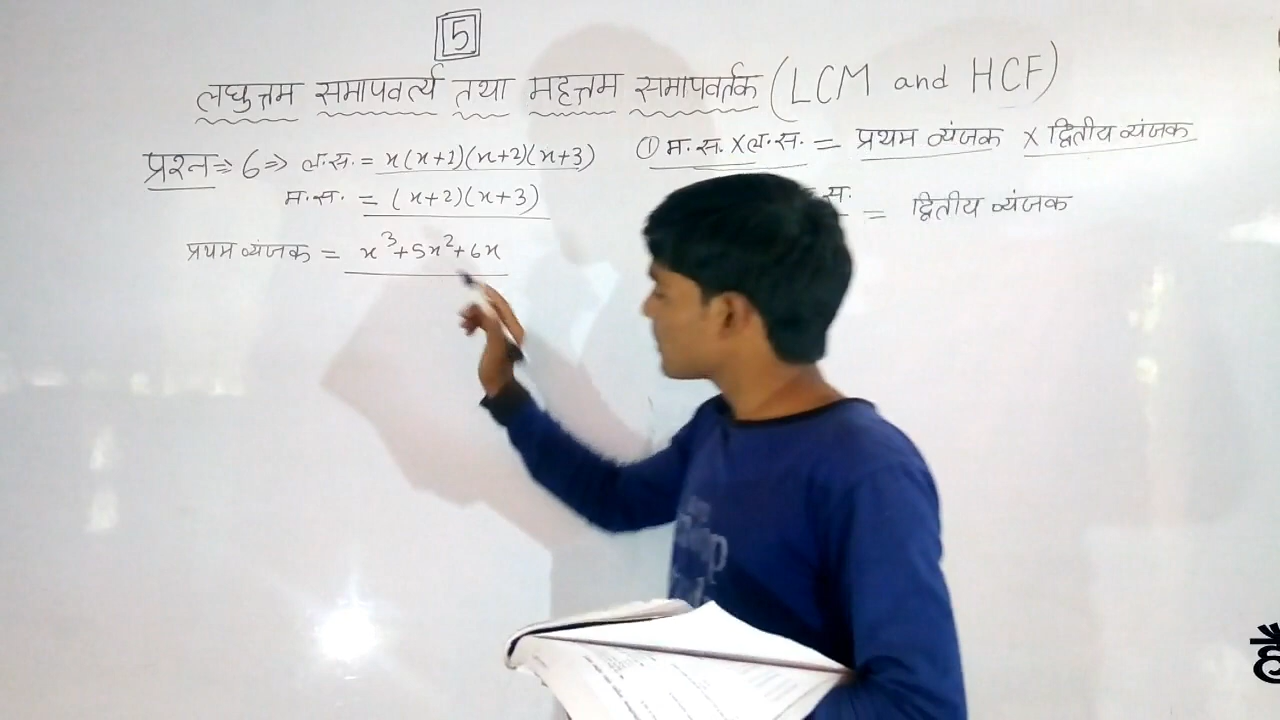 5
लघुत्तम समापवर्त्य तथा महत्तम समापवर्तक (LCM and HCF)
प्रश्न ⇒ 6 ⇒ ल.स. = x(x+1)(x+2)(x+3)
म.स. = (x+2)(x+3)
प्रथम व्यंजक = x³+5x²+6x
① म.स. × ल.स. = प्रथम व्यंजक × द्वितीय व्यंजक
स. = द्वितीय व्यंजक